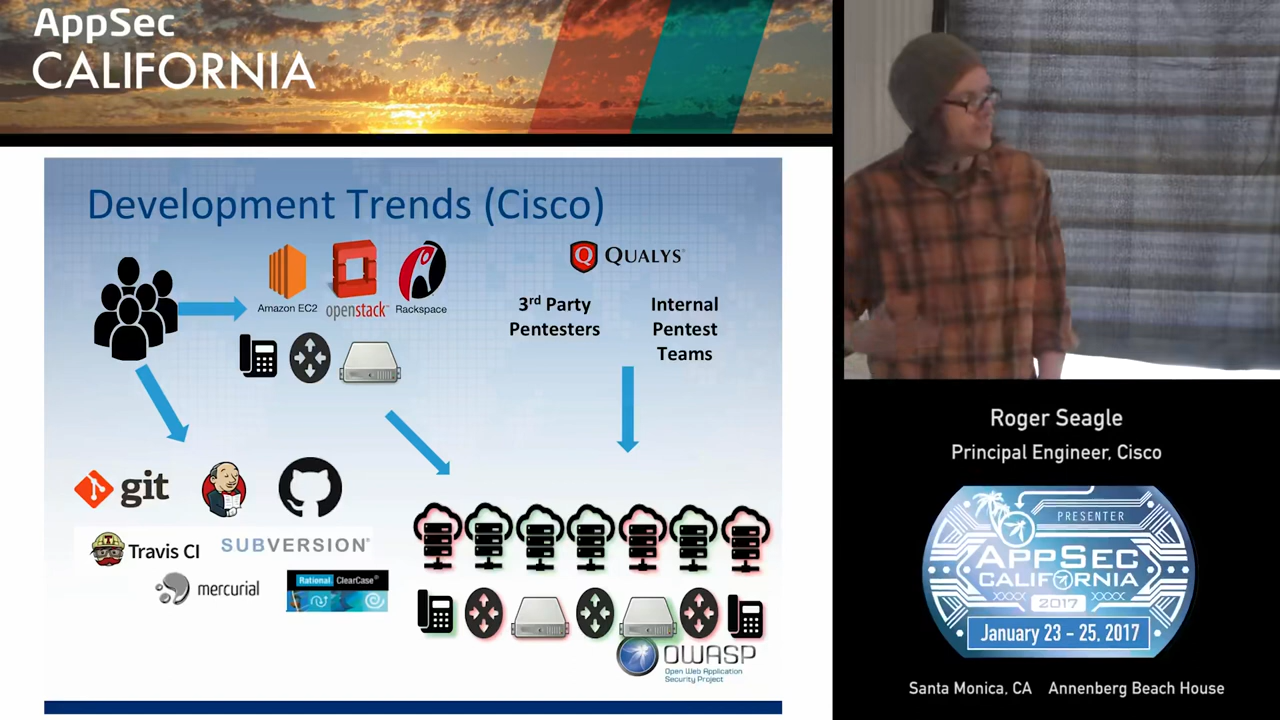 AppSec
CALIFORNIA
Development Trends (Cisco)
Amazon EC2
openstack™
Rackspace
QUALYS®
3rd Party
Pentesters
Internal
Pentest
Teams
git
Travis CI
SUBVERSION®
mercurial
Rational ClearCase®
OWASP
Open Web Application
Security Project
Roger Seagle
Principal Engineer, Cisco
PRESENTER
APPSEC
CALIFORNIA
2017
January 23 - 25, 2017
Santa Monica, CA Annenberg Beach House